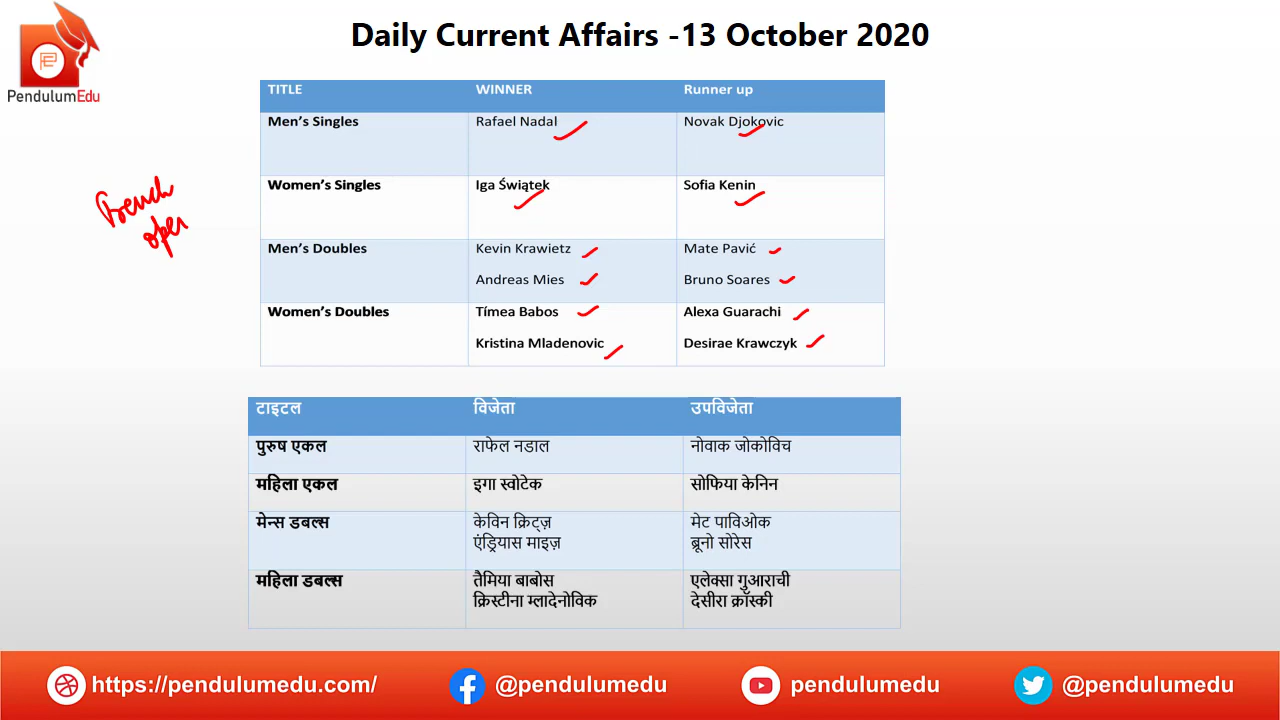 Daily Current Affairs -13 October 2020
PE
PendulumEdu
TITLE WINNER Runner up
Men's Singles Rafael Nadal Novak Djokovic
Women's Singles Iga Świątek Sofia Kenin
Men's Doubles Kevin Krawietz Mate Pavić
Andreas Mies Bruno Soares
Women's Doubles Tímea Babos Alexa Guarachi
Kristina Mladenovic Desirae Krawczyk
French
open
टाइटल विजेता उपविजेता
पुरुष एकल राफेल नडाल नोवाक जोकोविच
महिला एकल इगा स्वोटेक सोफिया केनिन
मेन्स डबल्स केविन क्रिट्ज़ मेट पाविओक
एंड्रियास माइज़ ब्रूनो सोरेस
महिला डबल्स तैमिया बाबोस एलेक्सा गुआराची
क्रिस्टीना म्लादेनोविक देसीरा क्रॉस्की
https://pendulumedu.com/ @pendulumedu pendulumedu @pendulumedu